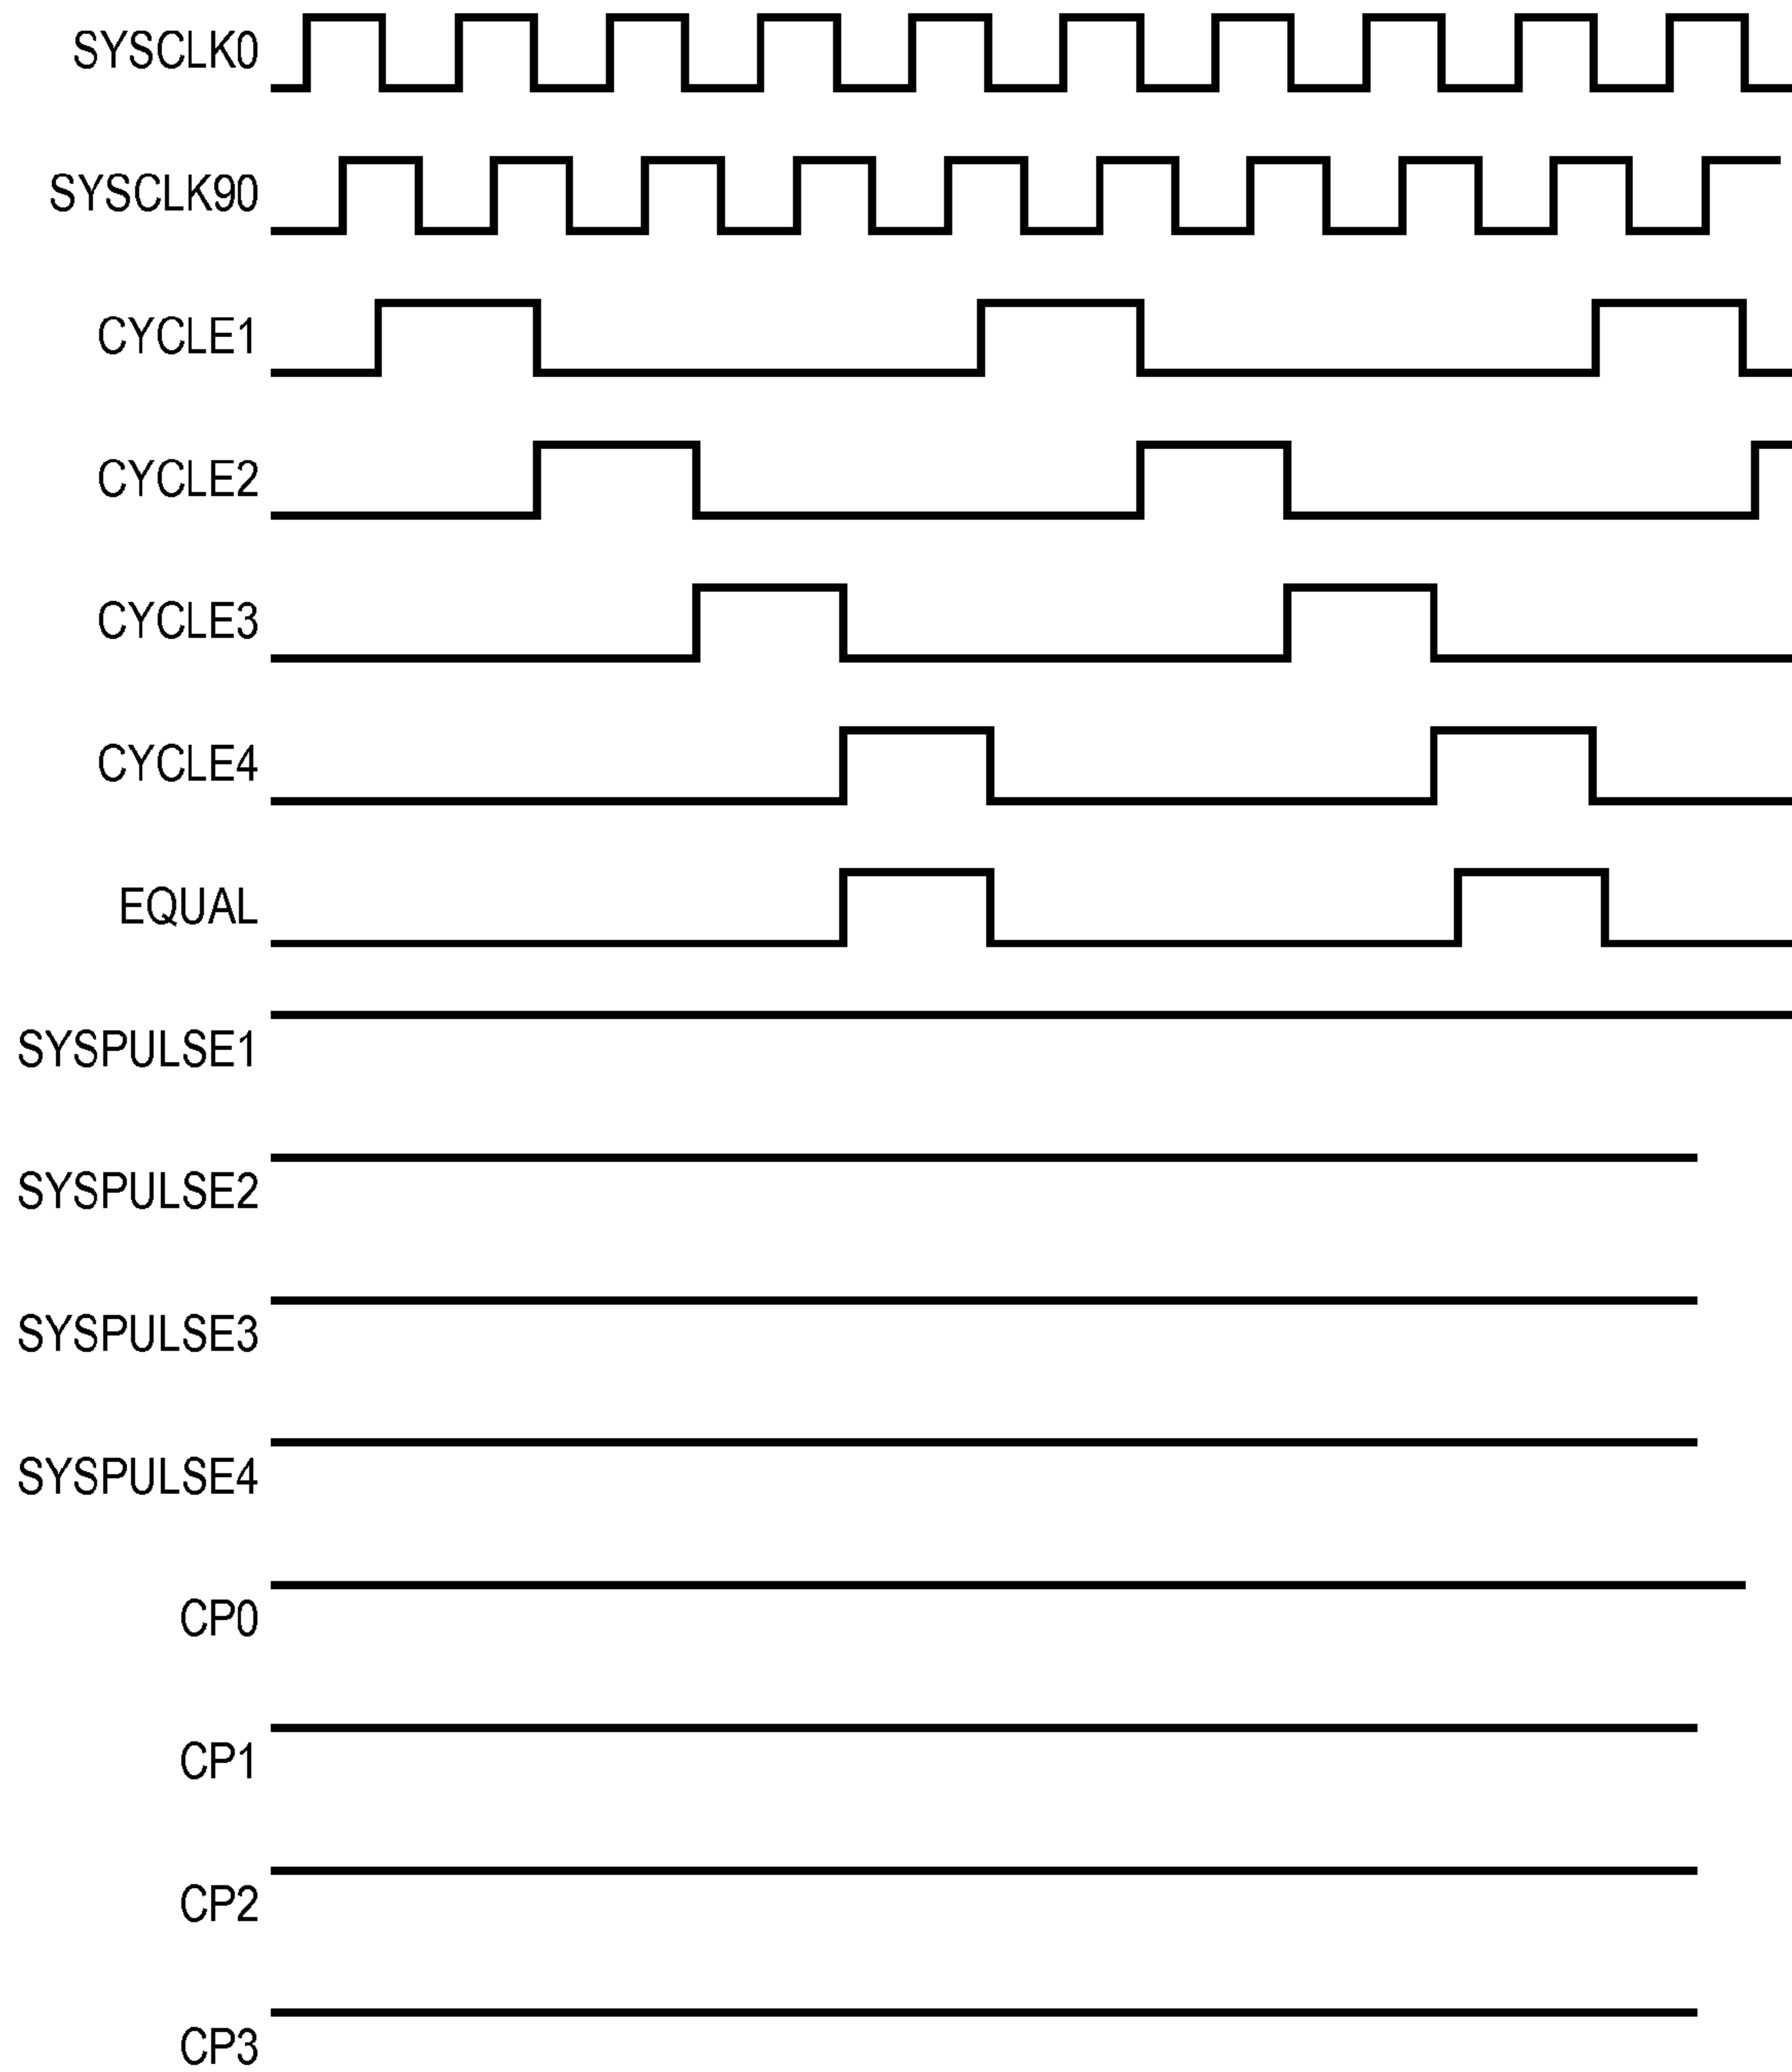 SYSCLK0
SYSCLK90
CYCLE1
CYCLE2
CYCLE3
CYCLE4
EQUAL
SYSPULSE1
SYSPULSE2
SYSPULSE3
SYSPULSE4
CP0
CP1
CP2
CP3